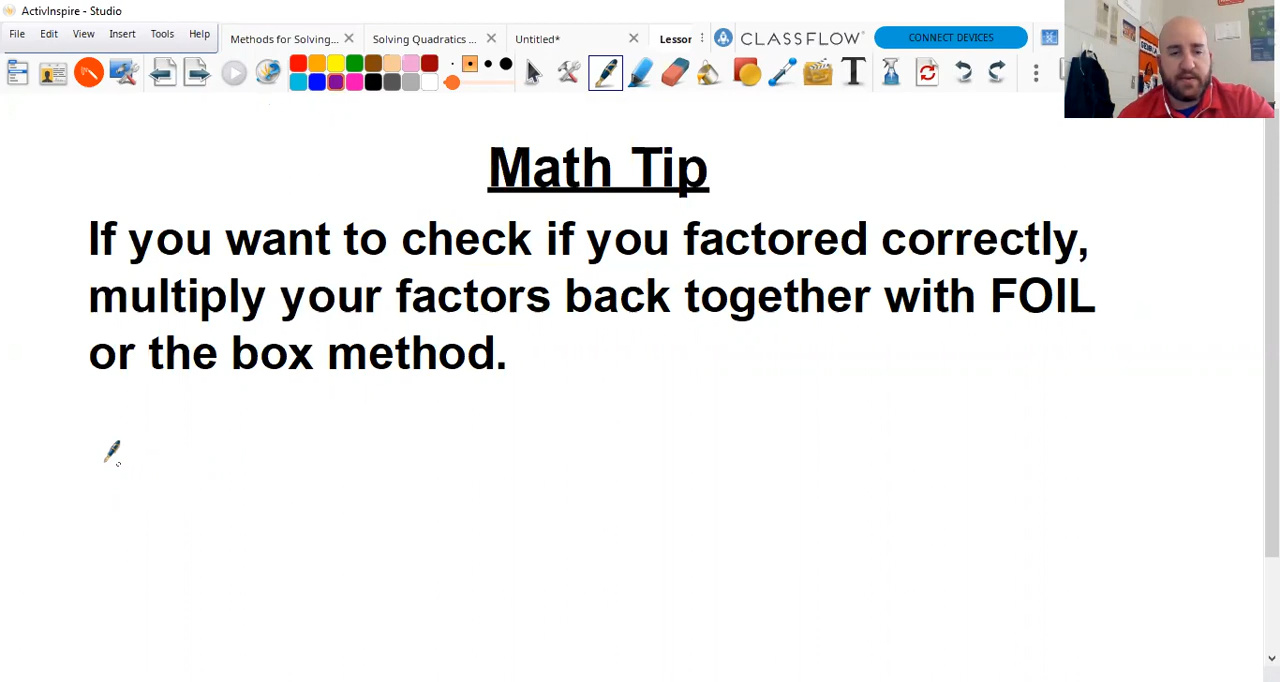 ActivInspire - Studio
File Edit View Insert Tools Help
Methods for Solving... Solving Quadratics ... Untitled* Lesson CLASSFLOW CONNECT DEVICES
Math Tip
If you want to check if you factored correctly,
multiply your factors back together with FOIL
or the box method.